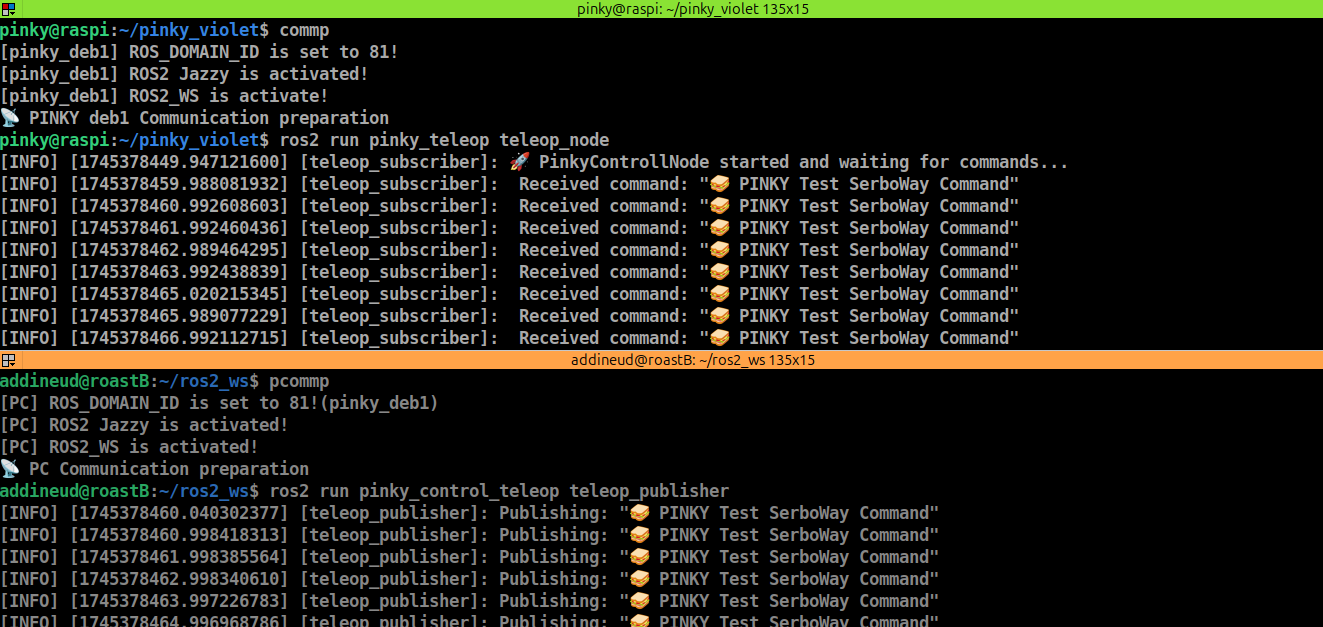 pinky@raspi: ~/pinky_violet 135x15
pinky@raspi:~/pinky_violet$ commp
[pinky_deb1] ROS_DOMAIN_ID is set to 81!
[pinky_deb1] ROS2 Jazzy is activated!
[pinky_deb1] ROS2_WS is activate!
📡 PINKY deb1 Communication preparation
pinky@raspi:~/pinky_violet$ ros2 run pinky_teleop teleop_node
[INFO] [1745378449.947121600] [teleop_subscriber]: 🚀 PinkyControllNode started and waiting for commands...
[INFO] [1745378459.988081932] [teleop_subscriber]:  Received command: "🥪 PINKY Test SerboWay Command"
[INFO] [1745378460.992608603] [teleop_subscriber]:  Received command: "🥪 PINKY Test SerboWay Command"
[INFO] [1745378461.992460436] [teleop_subscriber]:  Received command: "🥪 PINKY Test SerboWay Command"
[INFO] [1745378462.989464295] [teleop_subscriber]:  Received command: "🥪 PINKY Test SerboWay Command"
[INFO] [1745378463.992438839] [teleop_subscriber]:  Received command: "🥪 PINKY Test SerboWay Command"
[INFO] [1745378465.020215345] [teleop_subscriber]:  Received command: "🥪 PINKY Test SerboWay Command"
[INFO] [1745378465.989077229] [teleop_subscriber]:  Received command: "🥪 PINKY Test SerboWay Command"
[INFO] [1745378466.992112715] [teleop_subscriber]:  Received command: "🥪 PINKY Test SerboWay Command"
addineud@roastB: ~/ros2_ws 135x15
addineud@roastB:~/ros2_ws$ pcommp
[PC] ROS_DOMAIN_ID is set to 81!(pinky_deb1)
[PC] ROS2 Jazzy is activated!
[PC] ROS2_WS is activated!
📡 PC Communication preparation
addineud@roastB:~/ros2_ws$ ros2 run pinky_control_teleop teleop_publisher
[INFO] [1745378460.040302377] [teleop_publisher]: Publishing: "🥪 PINKY Test SerboWay Command"
[INFO] [1745378460.998418313] [teleop_publisher]: Publishing: "🥪 PINKY Test SerboWay Command"
[INFO] [1745378461.998385564] [teleop_publisher]: Publishing: "🥪 PINKY Test SerboWay Command"
[INFO] [1745378462.998340610] [teleop_publisher]: Publishing: "🥪 PINKY Test SerboWay Command"
[INFO] [1745378463.997226783] [teleop_publisher]: Publishing: "🥪 PINKY Test SerboWay Command"
[INFO] [1745378464.996968786] [teleop_publisher]: Publishing: "🥪 PINKY Test SerboWay Command"